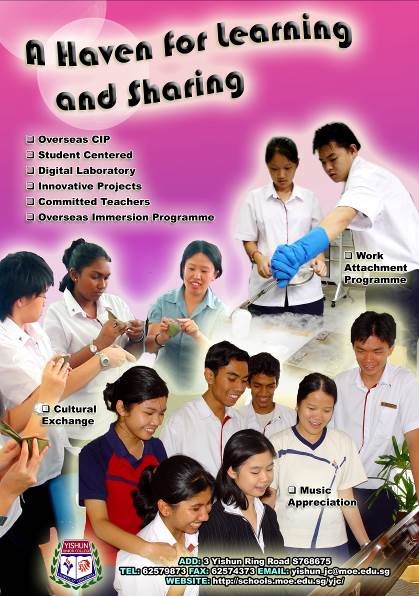 A Haven for Learning
and Sharing
❑ Overseas CIP
❑ Student Centered
❑ Digital Laboratory
❑ Innovative Projects
❑ Committed Teachers
❑ Overseas Immersion Programme
❑ Work
Attachment
Programme
❑ Cultural
Exchange
❑ Music
Appreciation
YISHUN
JUNIOR COLLEGE
ADD: 3 Yishun Ring Road S768675
TEL: 62579873 FAX: 62574373 EMAIL: yishun_jc@moe.edu.sg
WEBSITE: http://schools.moe.edu.sg/yjc/